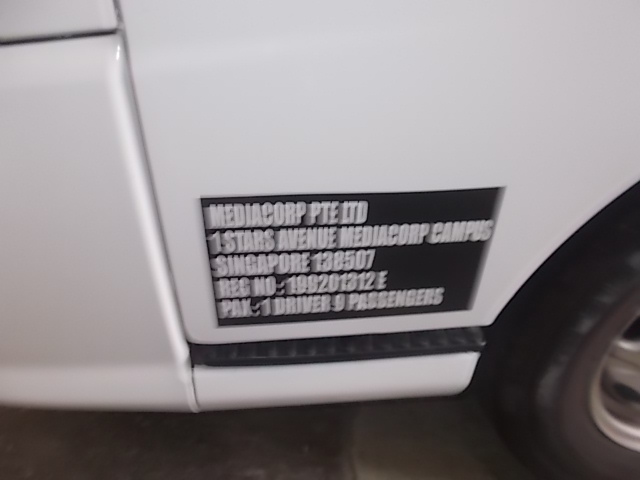 MEDIACORP PTE LTD
1 STARS AVENUE MEDIACORP CAMPUS
SINGAPORE 138507
REG NO : 199201312 E
PAX : 1 DRIVER 9 PASSENGERS